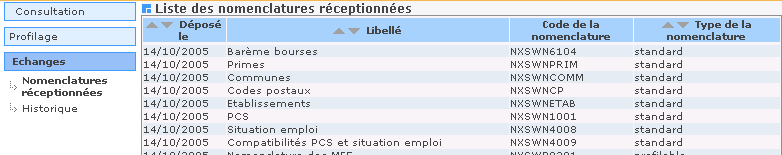 Consultation
Profilage
Echanges
Nomenclatures
réceptionnées
Historique
Liste des nomenclatures réceptionnées
Déposé le Libellé Code de la nomenclature Type de la nomenclature
14/10/2005 Barème bourses NXSWN6104 standard
14/10/2005 Primes NXSWNPRIM standard
14/10/2005 Communes NXSWNCOMM standard
14/10/2005 Codes postaux NXSWNCP standard
14/10/2005 Etablissements NXSWNETAB standard
14/10/2005 PCS NXSWN1001 standard
14/10/2005 Situation emploi NXSWN4008 standard
14/10/2005 Compatibilités PCS et situation emploi NXSWN4009 standard
14/10/2005 Nomenclature des MEF